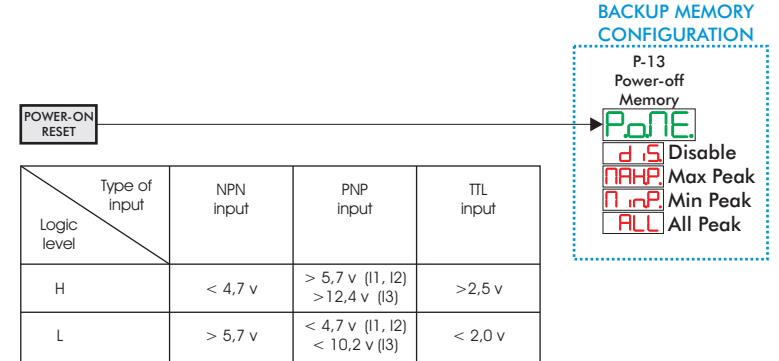 BACKUP MEMORY
CONFIGURATION
P-13
Power-off
Memory
P.o.ME.
POWER-ON
RESET
d iS. Disable
MAHP. Max Peak
M inP. Min Peak
ALL All Peak
Type of
input
Logic
level
NPN
input
PNP
input
TTL
input
H
< 4,7 v
> 5,7 v (I1, I2)
>12,4 v (I3)
>2,5 v
L
> 5,7 v
< 4,7 v (I1, I2)
< 10,2 v (I3)
< 2,0 v